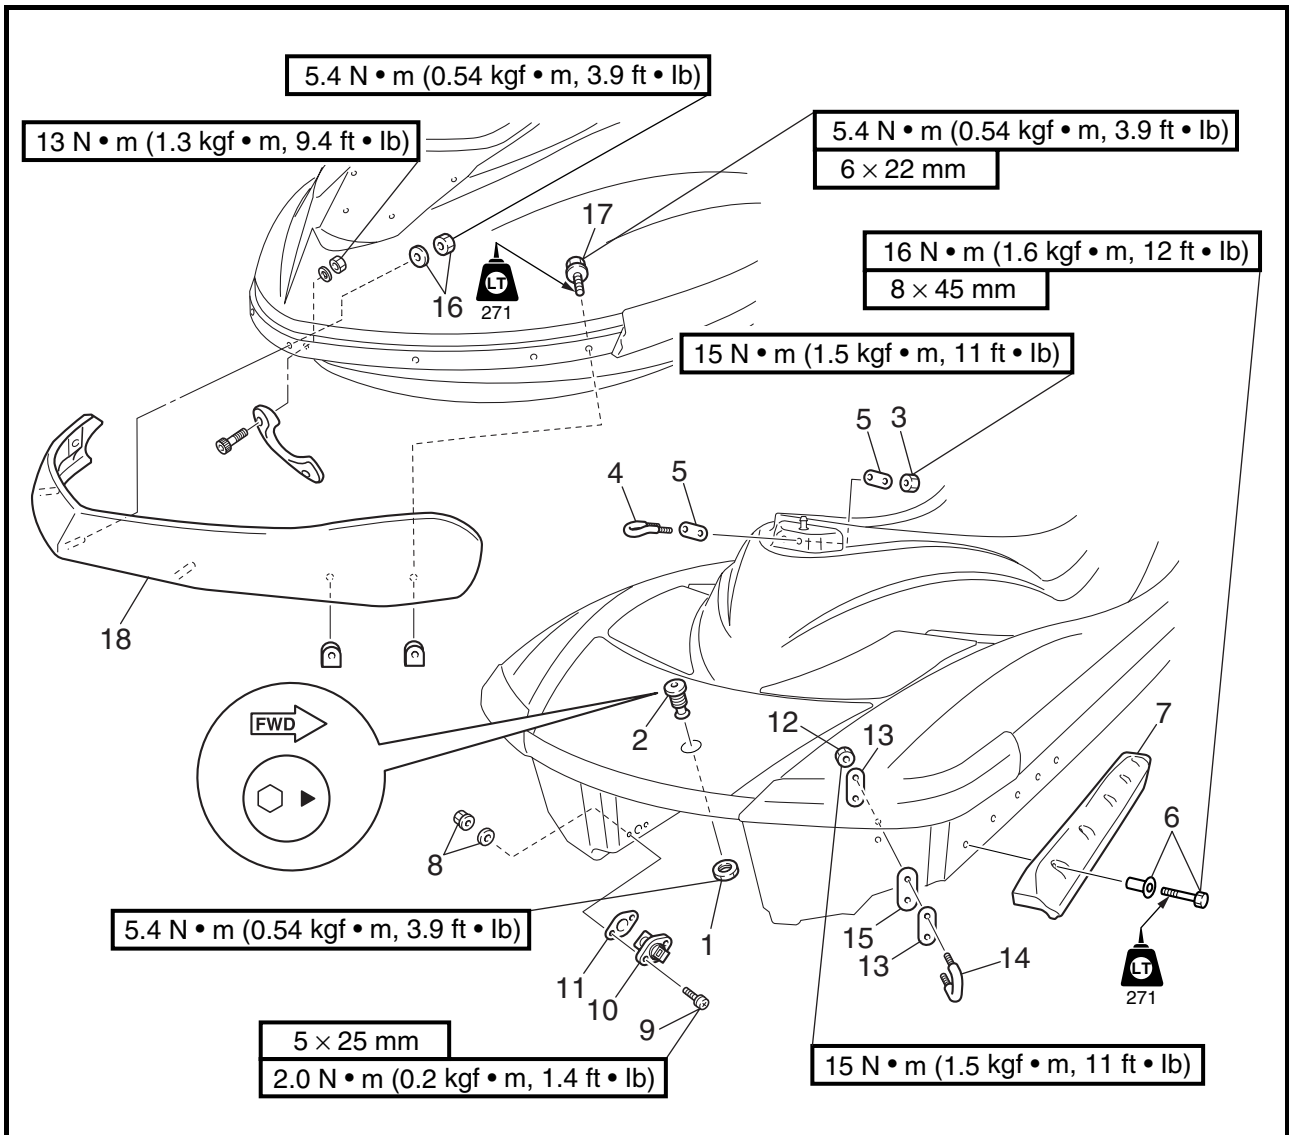 5.4 N • m (0.54 kgf • m, 3.9 ft • lb)
13 N • m (1.3 kgf • m, 9.4 ft • lb)
5.4 N • m (0.54 kgf • m, 3.9 ft • lb)
6 × 22 mm
17
16 N • m (1.6 kgf • m, 12 ft • lb)
8 × 45 mm
16
LT
271
15 N • m (1.5 kgf • m, 11 ft • lb)
5
3
4
5
18
FWD
2
12
13
7
6
8
5.4 N • m (0.54 kgf • m, 3.9 ft • lb)
1
15
13
14
LT
271
11
10
9
5 × 25 mm
2.0 N • m (0.2 kgf • m, 1.4 ft • lb)
15 N • m (1.5 kgf • m, 11 ft • lb)